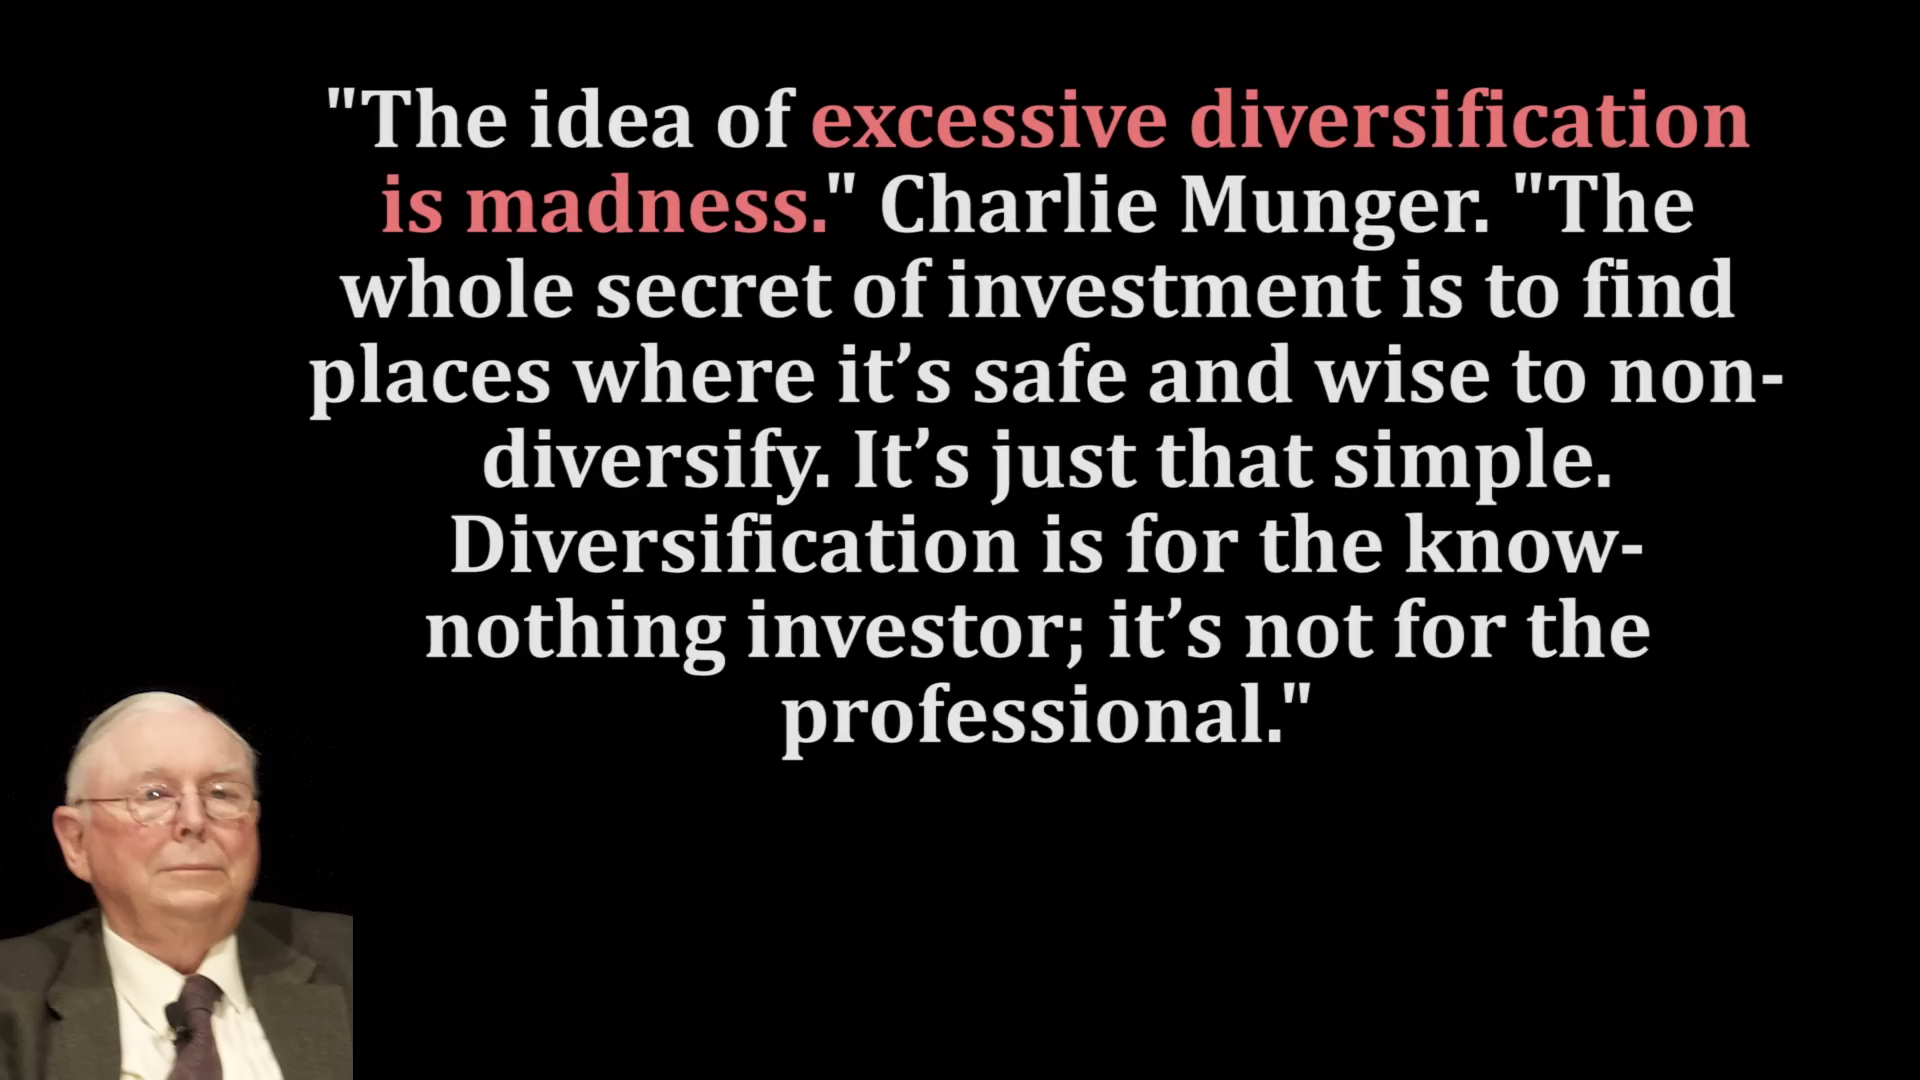 "The idea of excessive diversification
is madness." Charlie Munger. "The
whole secret of investment is to find
places where it’s safe and wise to non-
diversify. It’s just that simple.
Diversification is for the know-
nothing investor; it’s not for the
professional."